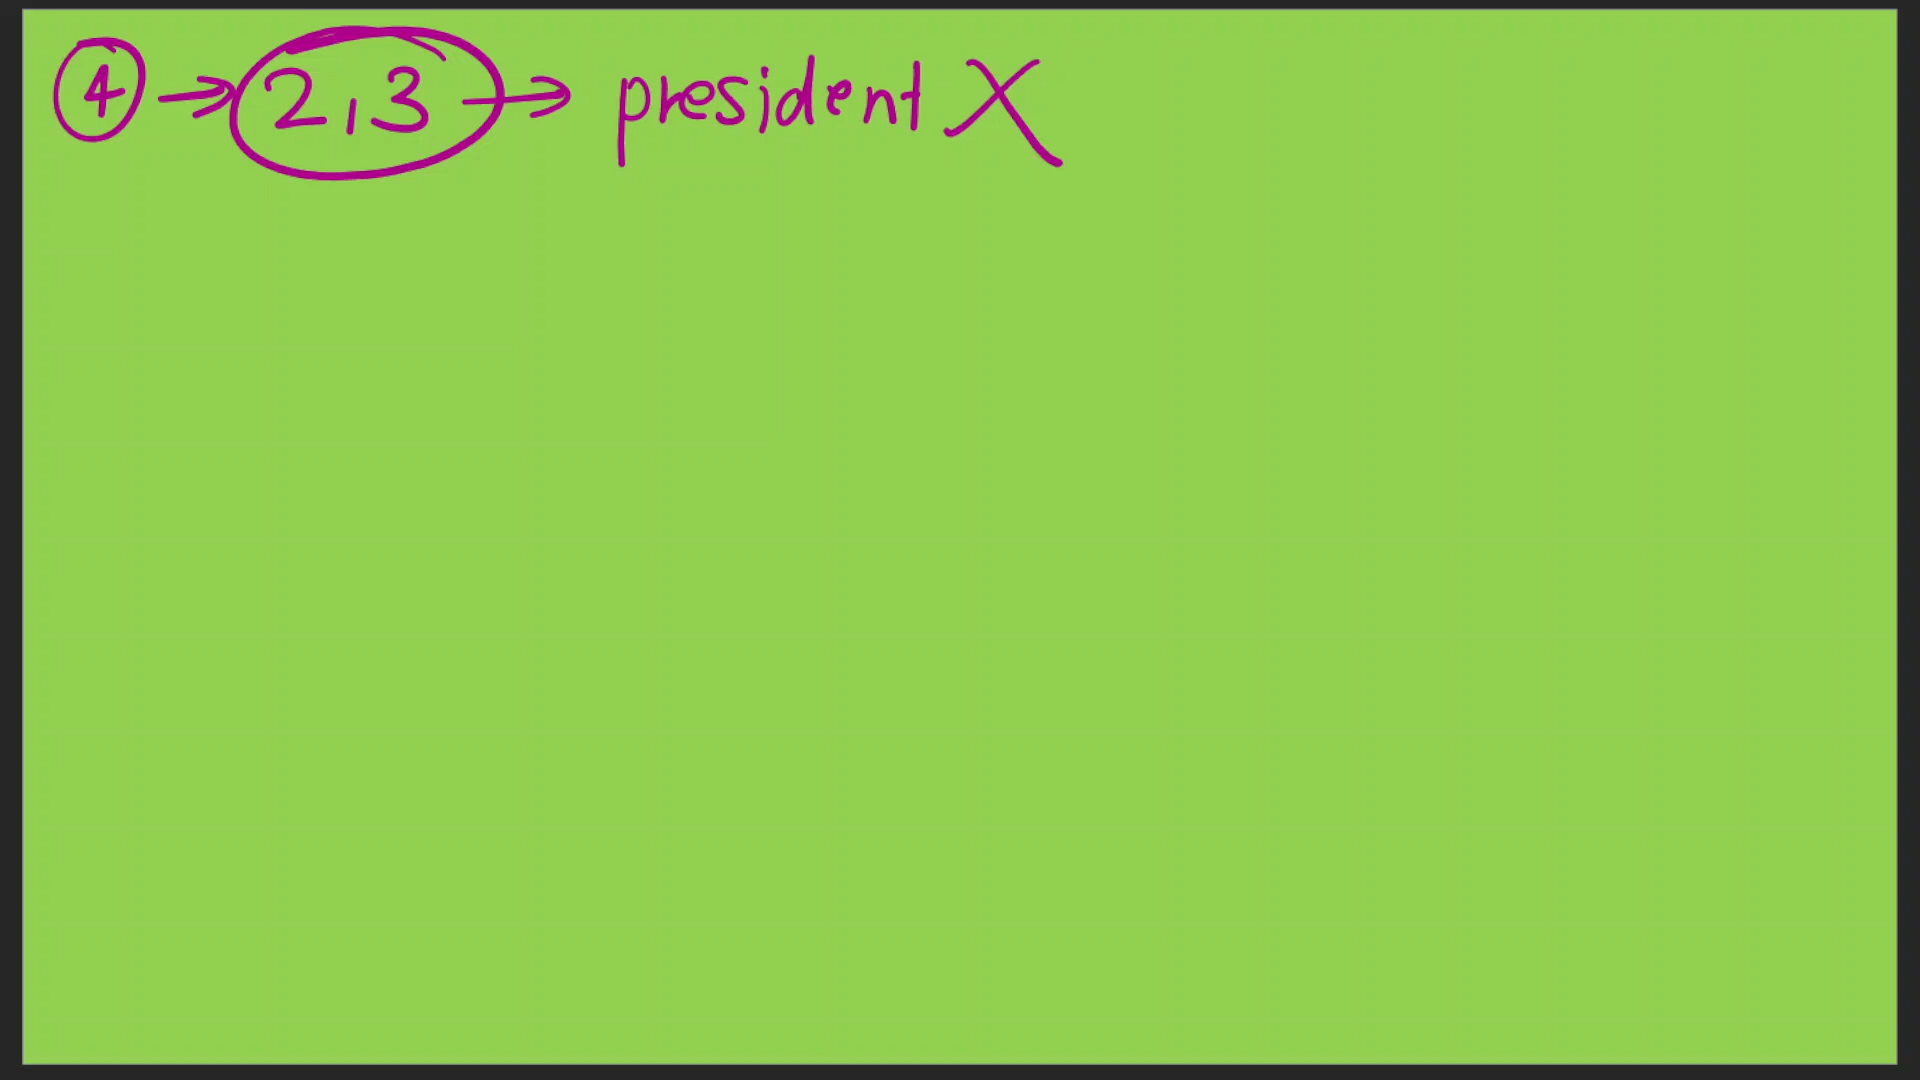 ④ → 2,3 → president X